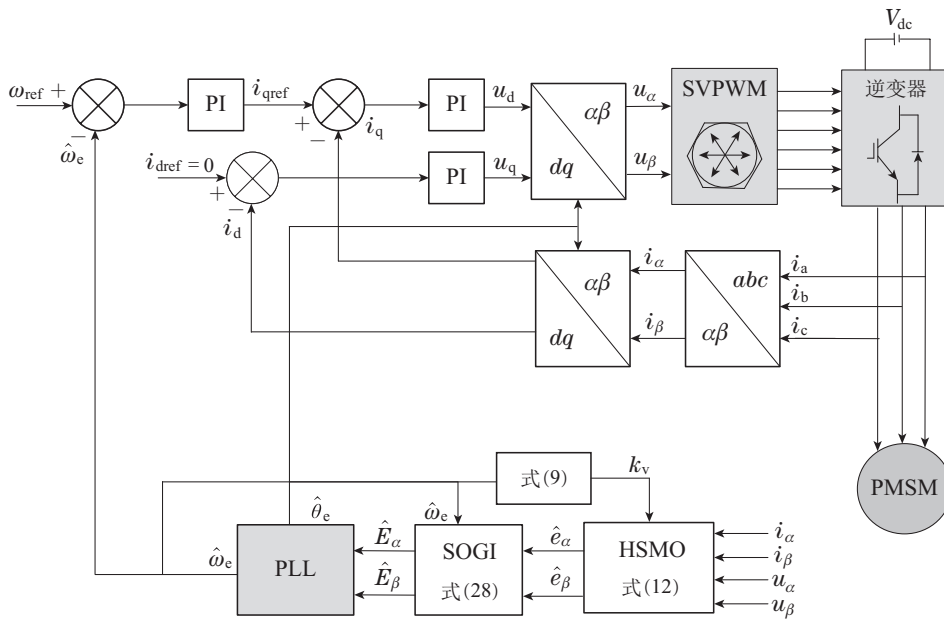 V_dc
ω_ref + PI i_qref PI u_d αβ u_α SVPWM 逆变器
− + − i_q dq
ω̂_e
i_dref = 0 + − PI u_q u_β
i_d
αβ i_α abc i_a
i_b
dq i_β αβ i_c
式(9) k_v PMSM
θ̂_e ω̂_e
ω̂_e PLL Ê_α SOGI ê_α HSMO i_α
i_β
Ê_β 式(28) ê_β 式(12) u_α
u_β